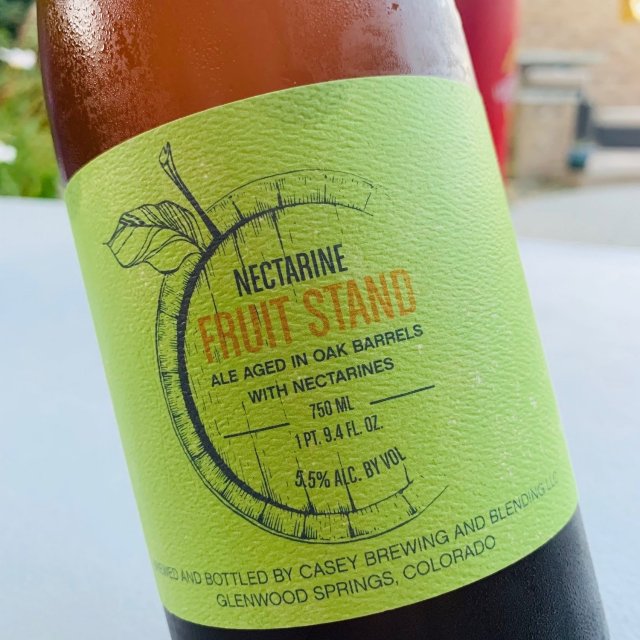 NECTARINE
FRUIT STAND
ALE AGED IN OAK BARRELS
WITH NECTARINES
750 ML
1 PT. 9.4 FL. OZ.
5.5% ALC. BY VOL
AND BOTTLED BY CASEY BREWING AND BLENDING LLC
GLENWOOD SPRINGS, COLORADO